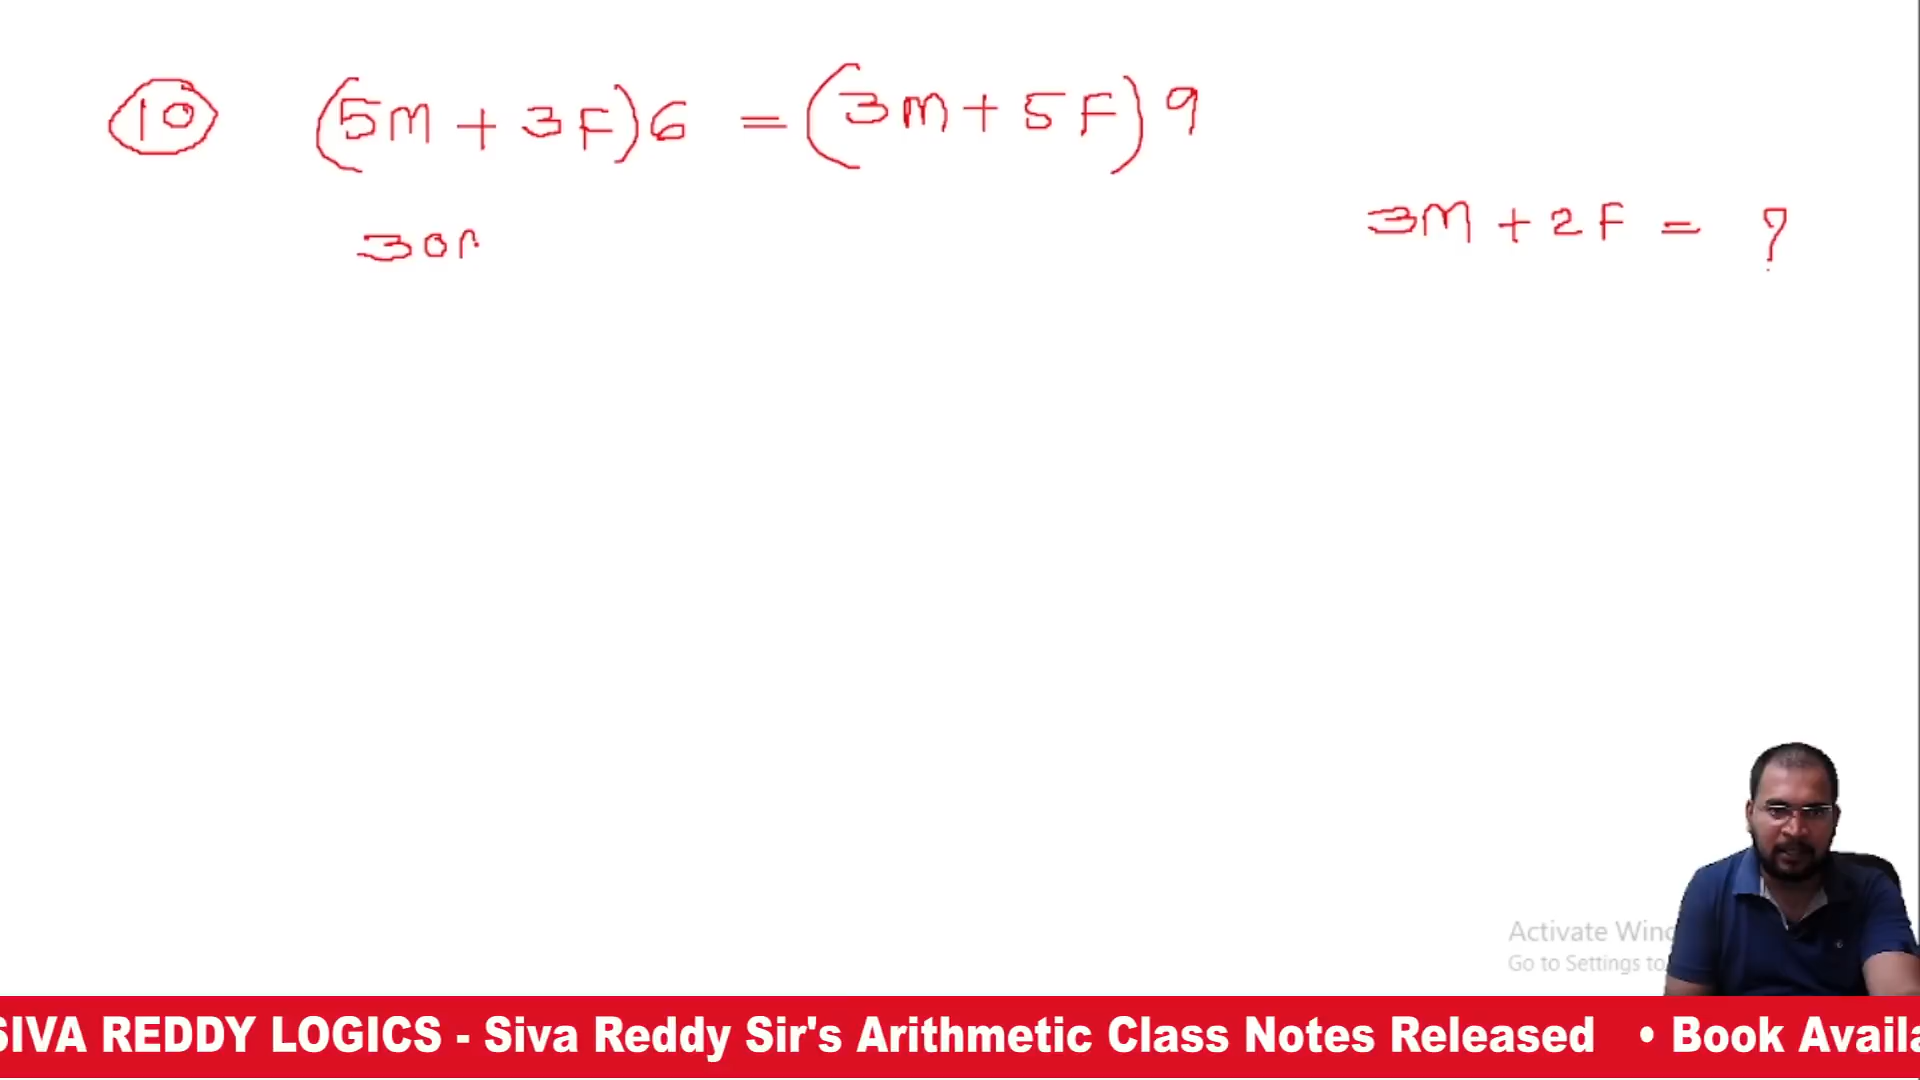 10 (5M + 3F)6 = (3M + 5F)9
3M + 2F = ?
30M
Activate Wind
Go to Settings to
SIVA REDDY LOGICS - Siva Reddy Sir's Arithmetic Class Notes Released • Book Availa